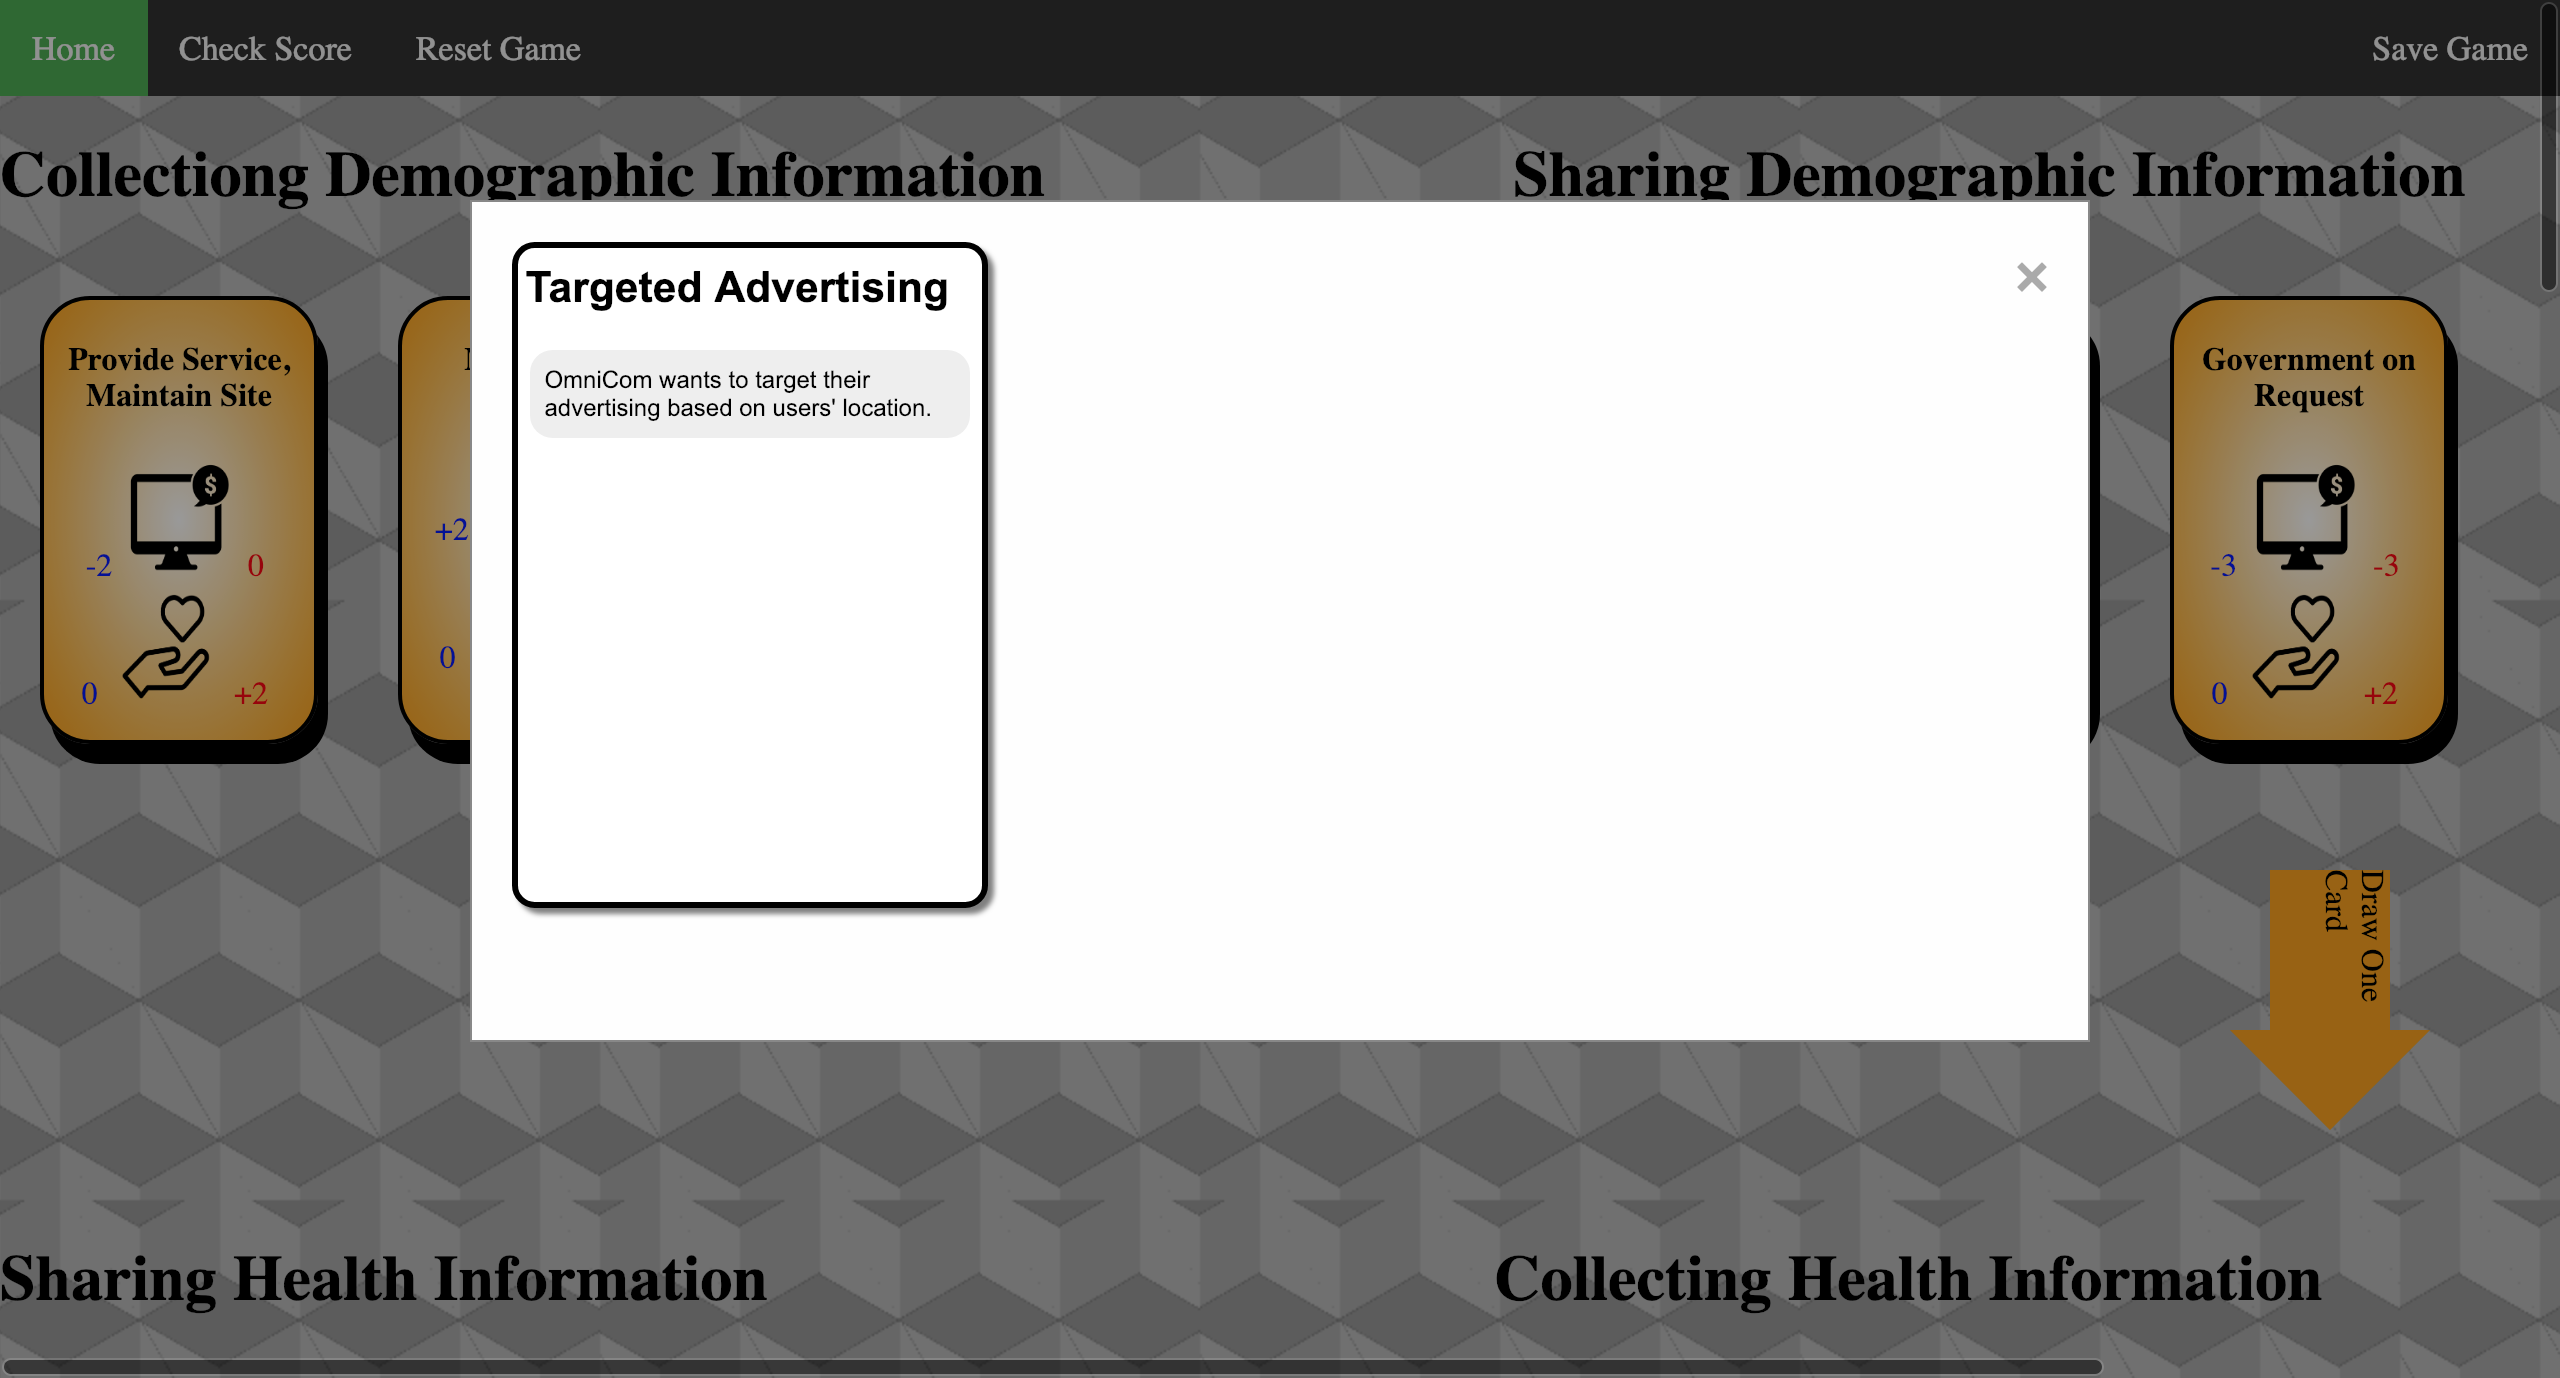 Home
Check Score
Reset Game
Save Game
Collectiong Demographic Information
Sharing Demographic Information
Targeted Advertising
OmniCom wants to target their
advertising based on users' location.
Provide Service,
Maintain Site
$
-2
0
0
+2
+2
0
Government on
Request
$
-3
-3
0
+2
Draw One
Card
Sharing Health Information
Collecting Health Information